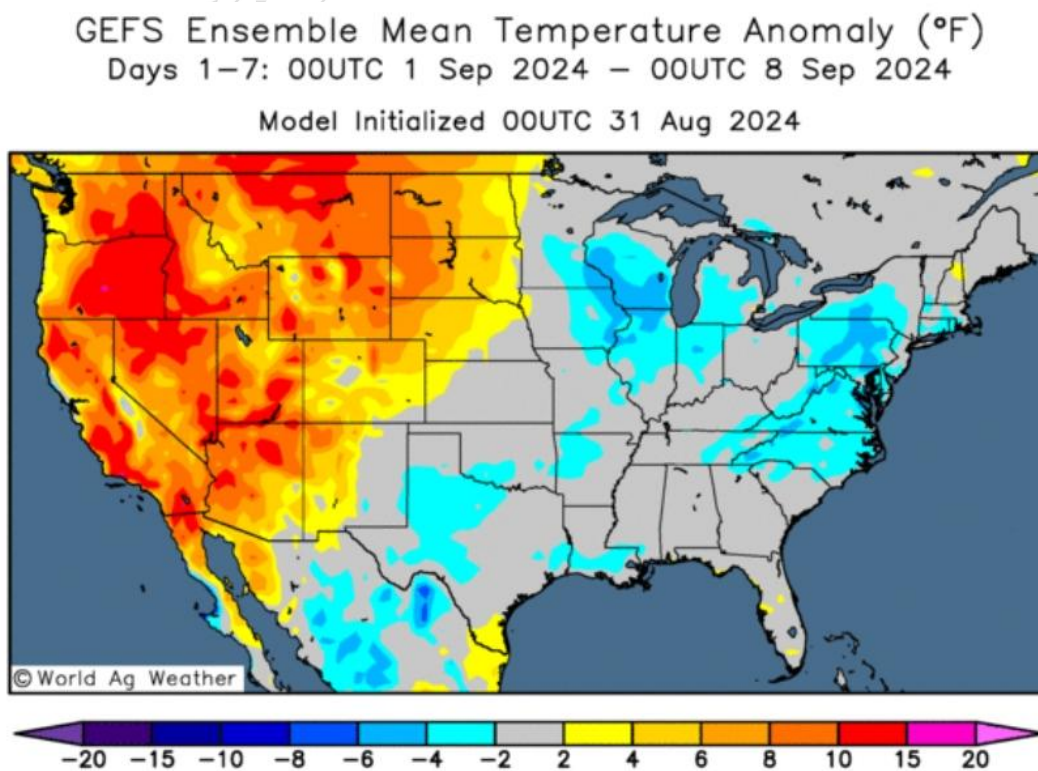 GEFS Ensemble Mean Temperature Anomaly (°F)
Days 1-7: 00UTC 1 Sep 2024 - 00UTC 8 Sep 2024
Model Initialized 00UTC 31 Aug 2024
©World Ag Weather
-20 -15 -10 -8 -6 -4 -2 2 4 6 8 10 15 20